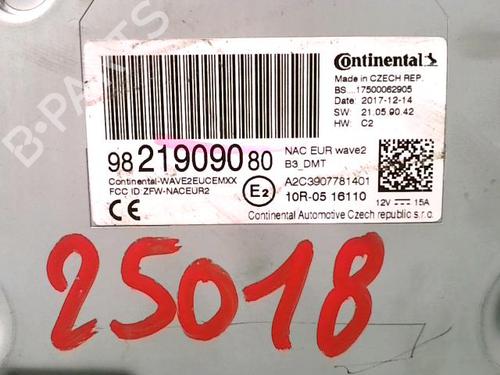 B-PARTS
Continental
Made in CZECH REP.
BS....17500062905
Date: 2017-12-14
SW: 21.05.90.42
HW: C2
98 219090 80
NAC EUR wave2
B3_DMT
Continental-WAVE2EUCEMXX
FCC ID ZFW-NACEUR2
E2
A2C3907781401
10R-05 16110
12V 15A
CE
Continental Automotive Czech republic s.r.o.
25018